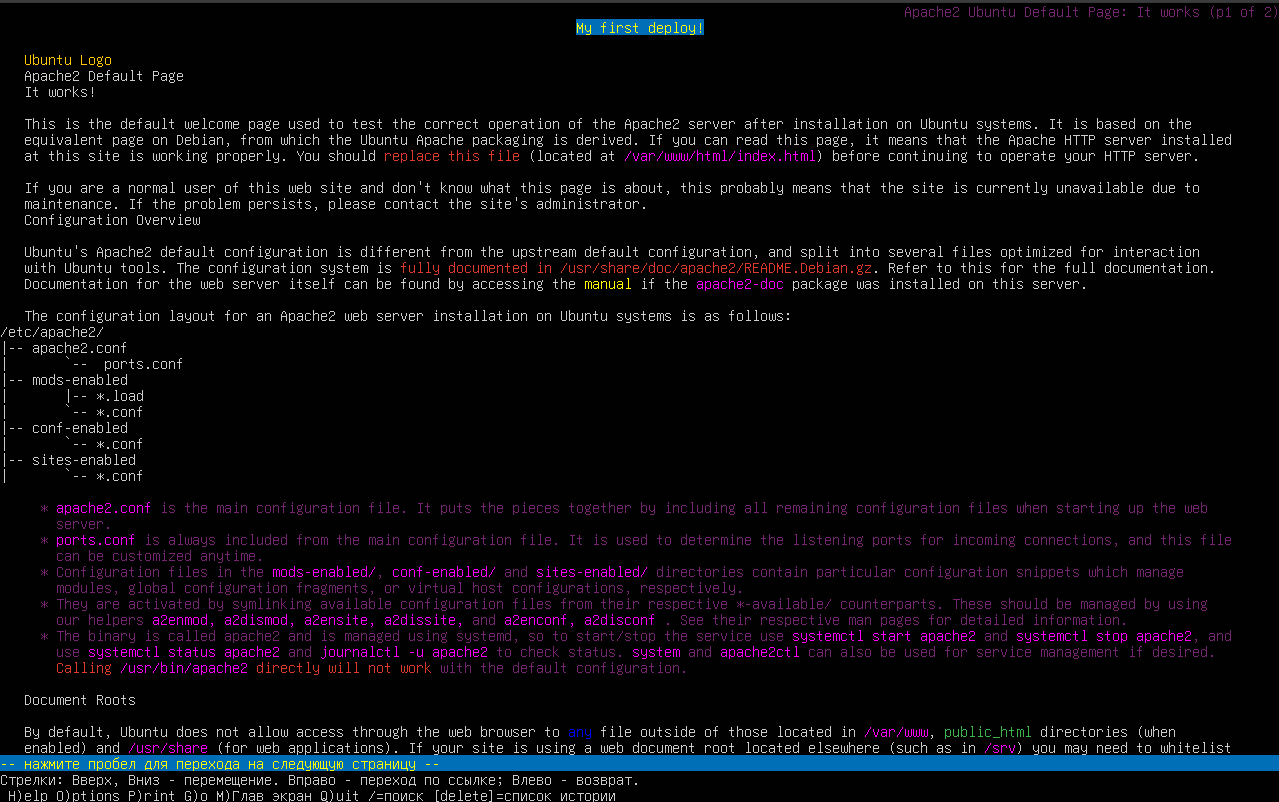 Apache2 Ubuntu Default Page: It works (p1 of 2)
My first deploy!
Ubuntu Logo
Apache2 Default Page
It works!
This is the default welcome page used to test the correct operation of the Apache2 server after installation on Ubuntu systems. It is based on the
equivalent page on Debian, from which the Ubuntu Apache packaging is derived. If you can read this page, it means that the Apache HTTP server installed
at this site is working properly. You should replace this file (located at /var/www/html/index.html) before continuing to operate your HTTP server.
If you are a normal user of this web site and don't know what this page is about, this probably means that the site is currently unavailable due to
maintenance. If the problem persists, please contact the site's administrator.
Configuration Overview
Ubuntu's Apache2 default configuration is different from the upstream default configuration, and split into several files optimized for interaction
with Ubuntu tools. The configuration system is fully documented in /usr/share/doc/apache2/README.Debian.gz. Refer to this for the full documentation.
Documentation for the web server itself can be found by accessing the manual if the apache2-doc package was installed on this server.
The configuration layout for an Apache2 web server installation on Ubuntu systems is as follows:
/etc/apache2/
|-- apache2.conf
|       `--  ports.conf
|-- mods-enabled
|       |-- *.load
|       `-- *.conf
|-- conf-enabled
|       `-- *.conf
|-- sites-enabled
|       `-- *.conf
* apache2.conf is the main configuration file. It puts the pieces together by including all remaining configuration files when starting up the web
server.
* ports.conf is always included from the main configuration file. It is used to determine the listening ports for incoming connections, and this file
can be customized anytime.
* Configuration files in the mods-enabled/, conf-enabled/ and sites-enabled/ directories contain particular configuration snippets which manage
modules, global configuration fragments, or virtual host configurations, respectively.
* They are activated by symlinking available configuration files from their respective *-available/ counterparts. These should be managed by using
our helpers a2enmod, a2dismod, a2ensite, a2dissite, and a2enconf, a2disconf . See their respective man pages for detailed information.
* The binary is called apache2 and is managed using systemd, so to start/stop the service use systemctl start apache2 and systemctl stop apache2, and
use systemctl status apache2 and journalctl -u apache2 to check status. system and apache2ctl can also be used for service management if desired.
Calling /usr/bin/apache2 directly will not work with the default configuration.
Document Roots
By default, Ubuntu does not allow access through the web browser to any file outside of those located in /var/www, public_html directories (when
enabled) and /usr/share (for web applications). If your site is using a web document root located elsewhere (such as in /srv) you may need to whitelist
-- нажмите пробел для перехода на следующую страницу --
Стрелки: Вверх, Вниз - перемещение. Вправо - переход по ссылке; Влево - возврат.
H)elp O)ptions P)rint G)o M)Глав экран Q)uit /=поиск [delete]=список истории